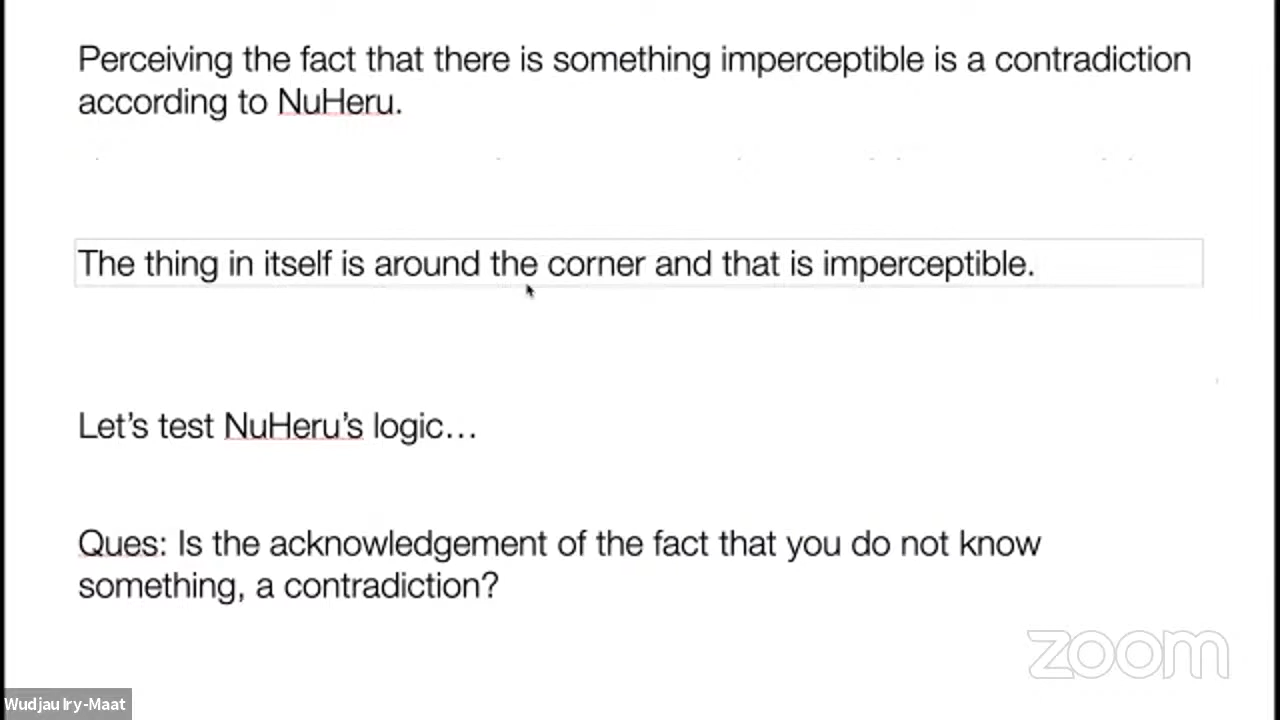 Perceiving the fact that there is something imperceptible is a contradiction
according to NuHeru.
The thing in itself is around the corner and that is imperceptible.
Let’s test NuHeru’s logic…
Ques: Is the acknowledgement of the fact that you do not know
something, a contradiction?
zoom
Wudjau Iry-Maat